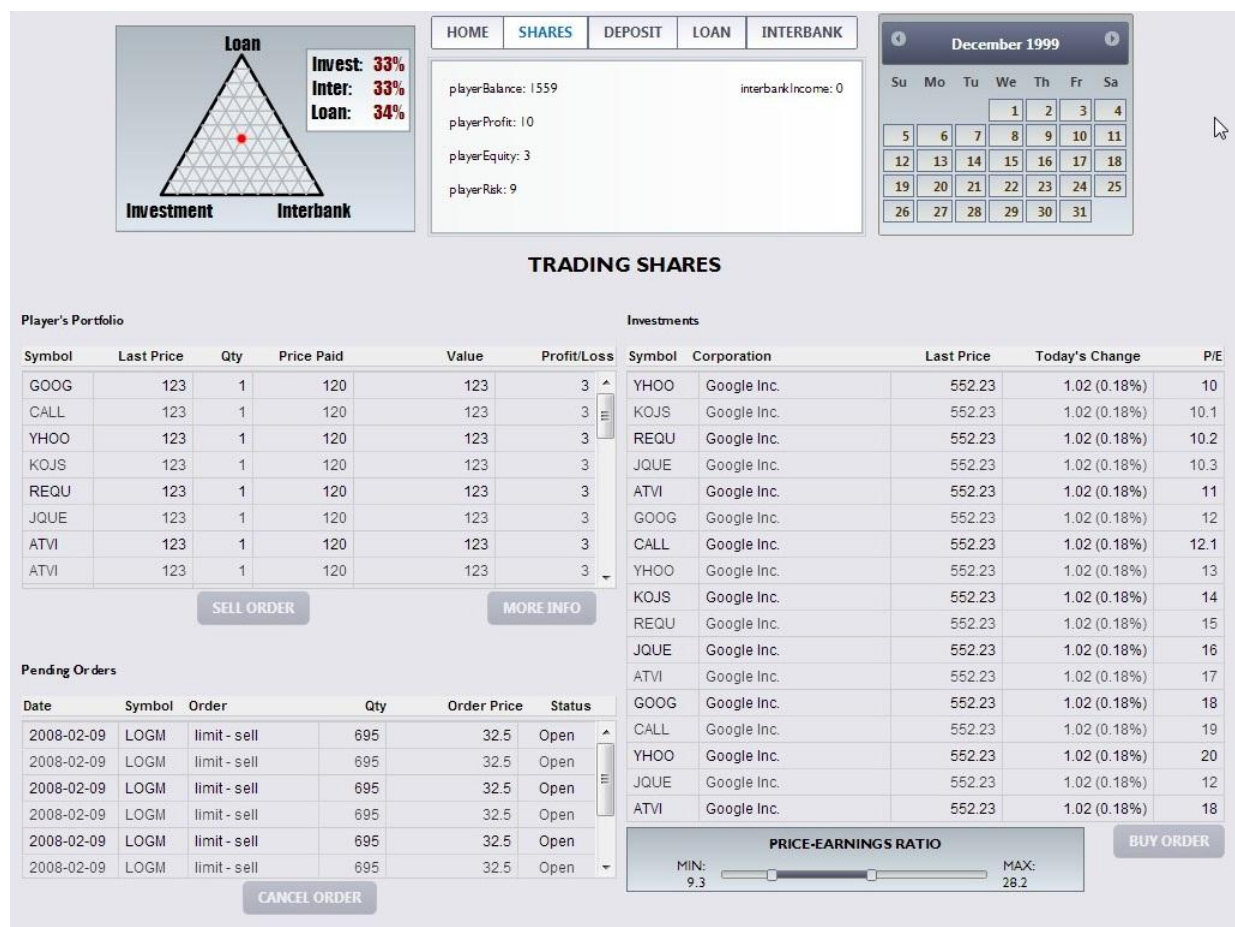 Loan
Invest: 33%
Inter: 33%
Loan: 34%
Investment Interbank
HOME SHARES DEPOSIT LOAN INTERBANK
playerBalance: 1559 interbankIncome: 0
playerProfit: 10
playerEquity: 3
playerRisk: 9
December 1999
Su Mo Tu We Th Fr Sa
1 2 3 4
5 6 7 8 9 10 11
12 13 14 15 16 17 18
19 20 21 22 23 24 25
26 27 28 29 30 31
TRADING SHARES
Player's Portfolio
Symbol Last Price Qty Price Paid Value Profit/Loss
GOOG 123 1 120 123 3
CALL 123 1 120 123 3
YHOO 123 1 120 123 3
KOJS 123 1 120 123 3
REQU 123 1 120 123 3
JQUE 123 1 120 123 3
ATVI 123 1 120 123 3
ATVI 123 1 120 123 3
SELL ORDER MORE INFO
Pending Orders
Date Symbol Order Qty Order Price Status
2008-02-09 LOGM limit - sell 695 32.5 Open
2008-02-09 LOGM limit - sell 695 32.5 Open
2008-02-09 LOGM limit - sell 695 32.5 Open
2008-02-09 LOGM limit - sell 695 32.5 Open
2008-02-09 LOGM limit - sell 695 32.5 Open
2008-02-09 LOGM limit - sell 695 32.5 Open
CANCEL ORDER
Investments
Symbol Corporation Last Price Today's Change P/E
YHOO Google Inc. 552.23 1.02 (0.18%) 10
KOJS Google Inc. 552.23 1.02 (0.18%) 10.1
REQU Google Inc. 552.23 1.02 (0.18%) 10.2
JQUE Google Inc. 552.23 1.02 (0.18%) 10.3
ATVI Google Inc. 552.23 1.02 (0.18%) 11
GOOG Google Inc. 552.23 1.02 (0.18%) 12
CALL Google Inc. 552.23 1.02 (0.18%) 12.1
YHOO Google Inc. 552.23 1.02 (0.18%) 13
KOJS Google Inc. 552.23 1.02 (0.18%) 14
REQU Google Inc. 552.23 1.02 (0.18%) 15
JQUE Google Inc. 552.23 1.02 (0.18%) 16
ATVI Google Inc. 552.23 1.02 (0.18%) 17
GOOG Google Inc. 552.23 1.02 (0.18%) 18
CALL Google Inc. 552.23 1.02 (0.18%) 19
YHOO Google Inc. 552.23 1.02 (0.18%) 20
JQUE Google Inc. 552.23 1.02 (0.18%) 12
ATVI Google Inc. 552.23 1.02 (0.18%) 18
PRICE-EARNINGS RATIO
MIN: MAX:
9.3 28.2
BUY ORDER